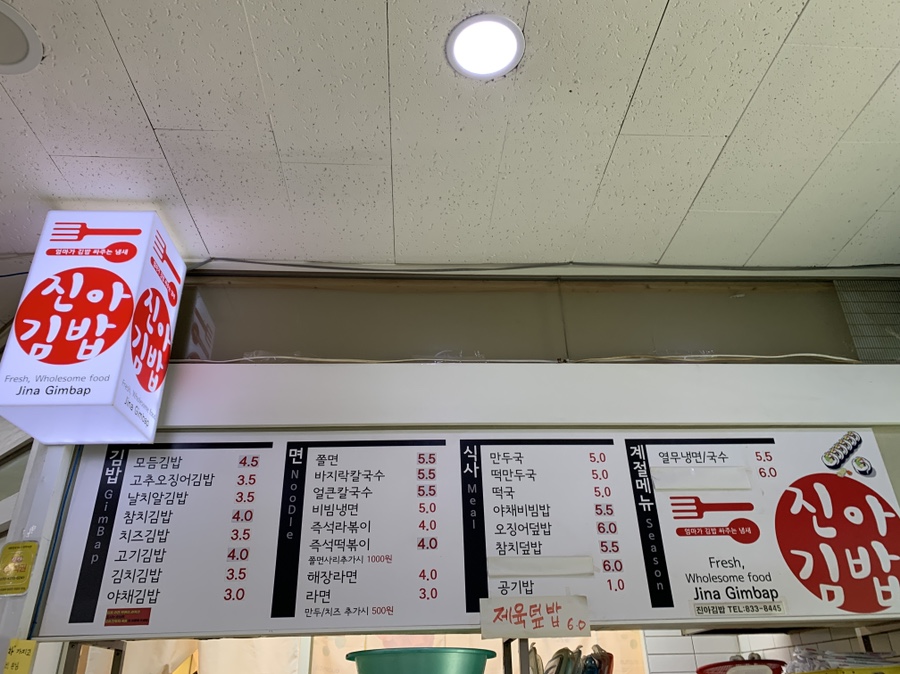 엄마가 김밥 싸주는 냄새
진아
김밥
Fresh, Wholesome food
Jina Gimbap
진아
김밥
Jina Gimbap
김밥 GimBap
모듬김밥 4.5
고추오징어김밥 3.5
날치알김밥 3.5
참치김밥 4.0
치즈김밥 3.5
고기김밥 4.0
김치김밥 3.5
야채김밥 3.0
면 NooDle
쫄면 5.5
바지락칼국수 5.5
얼큰칼국수 5.5
비빔냉면 5.0
즉석라볶이 4.0
즉석떡볶이 4.0
쫄면사리추가시 1000원
해장라면 4.0
라면 3.0
만두/치즈 추가시 500원
식사 Meal
만두국 5.0
떡만두국 5.0
떡국 5.0
야채비빔밥 5.5
오징어덮밥 6.0
참치덮밥 5.5
6.0
공기밥 1.0
제육덮밥 6.0
계절메뉴 Season
열무냉면/국수 5.5
6.0
엄마가 김밥 싸주는 냄새
Fresh,
Wholesome food
Jina Gimbap
진아김밥 TEL:833-8445
진아
김밥